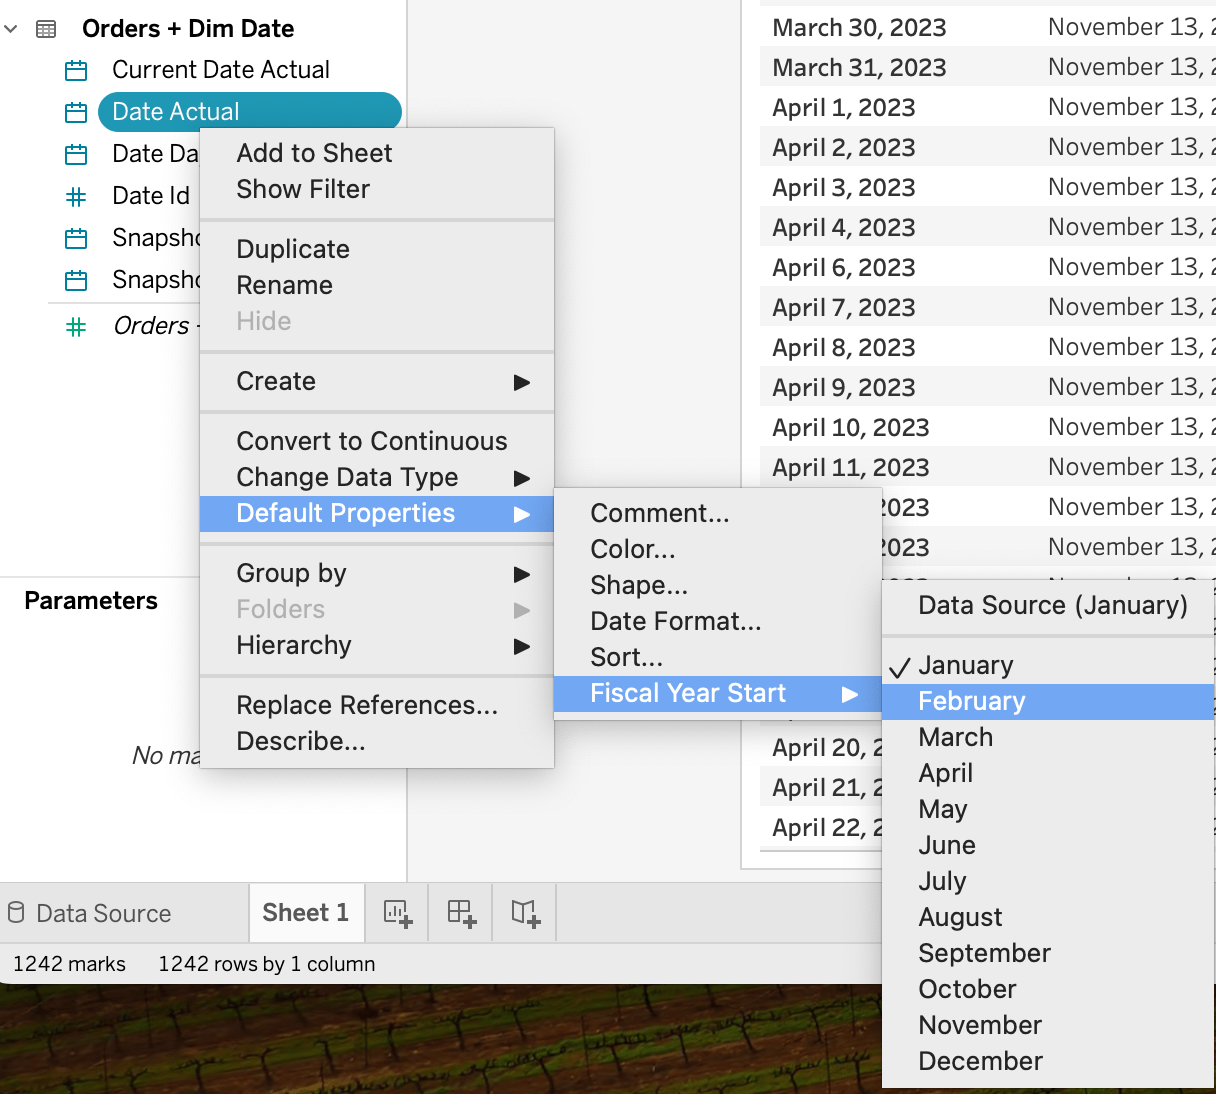 Orders + Dim Date
Current Date Actual
Date Actual
Date Da
Date Id
Snapsho
Snapsho
Orders -
Parameters
No ma
Add to Sheet
Show Filter
Duplicate
Rename
Hide
Create
Convert to Continuous
Change Data Type
Default Properties
Group by
Folders
Hierarchy
Replace References...
Describe...
Comment...
Color...
Shape...
Date Format...
Sort...
Fiscal Year Start
Data Source (January)
January
February
March
April
May
June
July
August
September
October
November
December
March 30, 2023 November 13, 2
March 31, 2023 November 13, 2
April 1, 2023 November 13, 2
April 2, 2023 November 13, 2
April 3, 2023 November 13, 2
April 4, 2023 November 13, 2
April 6, 2023 November 13, 2
April 7, 2023 November 13, 2
April 8, 2023 November 13, 2
April 9, 2023 November 13, 2
April 10, 2023 November 13, 2
April 11, 2023 November 13, 2
2023 November 13, 2
2023 November 13, 2
April 20, 2
April 21, 2
April 22, 2
Data Source
Sheet 1
1242 marks 1242 rows by 1 column